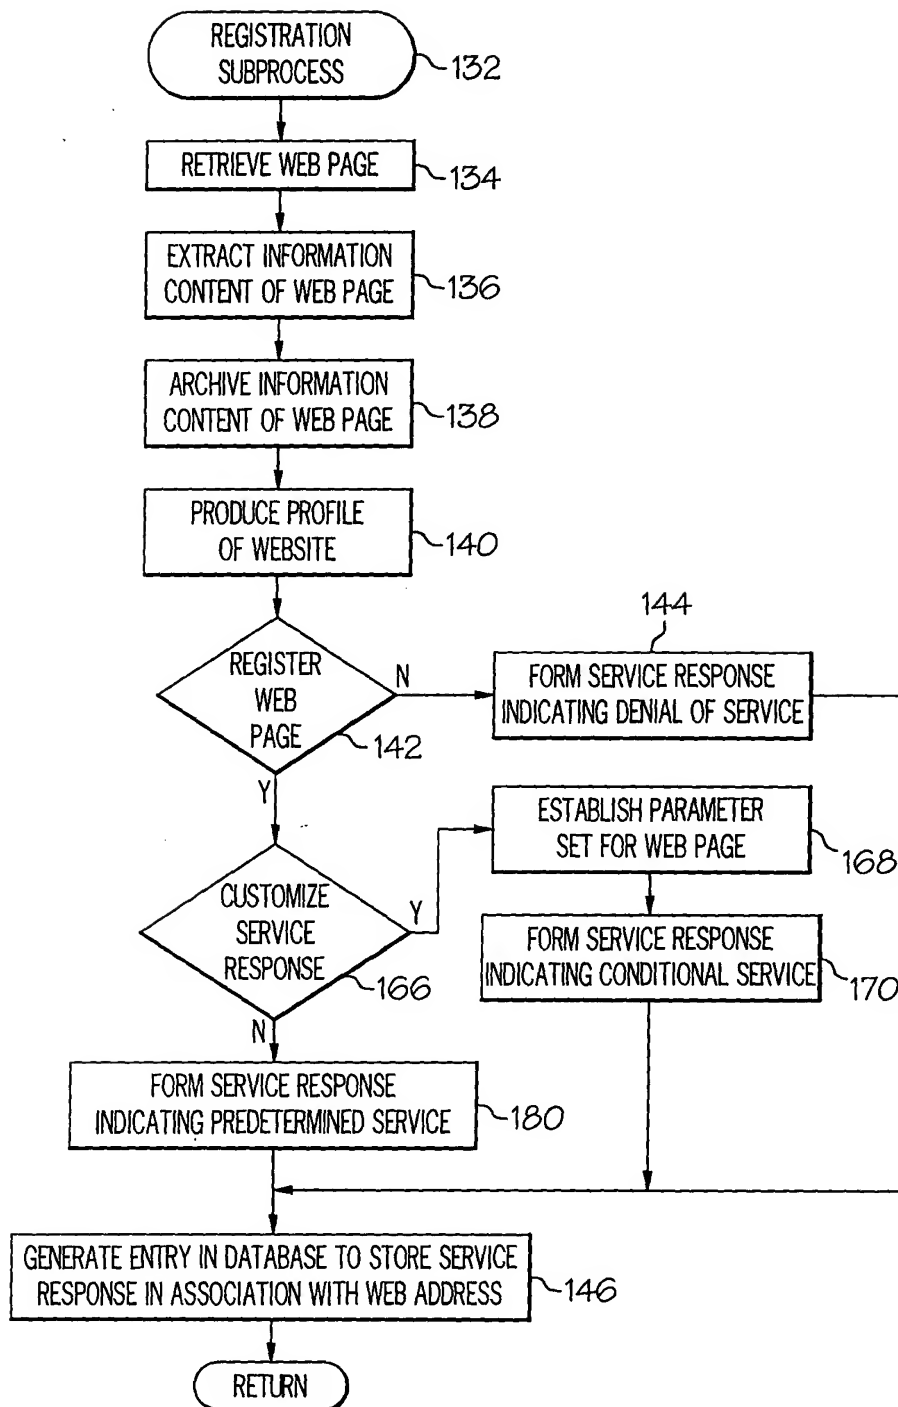 REGISTRATION
SUBPROCESS
132
RETRIEVE WEB PAGE
134
EXTRACT INFORMATION
CONTENT OF WEB PAGE
136
ARCHIVE INFORMATION
CONTENT OF WEB PAGE
138
PRODUCE PROFILE
OF WEBSITE
140
REGISTER
WEB
PAGE
142
N
144
FORM SERVICE RESPONSE
INDICATING DENIAL OF SERVICE
Y
CUSTOMIZE
SERVICE
RESPONSE
166
Y
ESTABLISH PARAMETER
SET FOR WEB PAGE
168
FORM SERVICE RESPONSE
INDICATING CONDITIONAL SERVICE
170
N
FORM SERVICE RESPONSE
INDICATING PREDETERMINED SERVICE
180
GENERATE ENTRY IN DATABASE TO STORE SERVICE
RESPONSE IN ASSOCIATION WITH WEB ADDRESS
146
RETURN